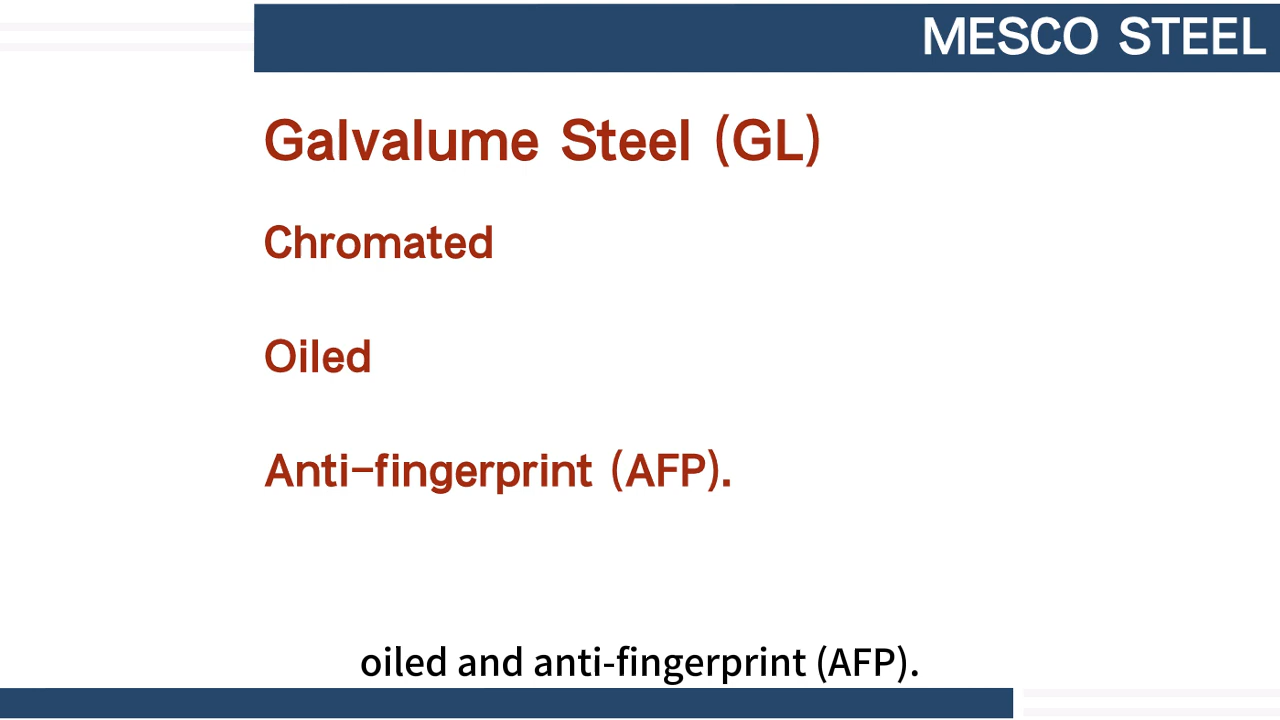 MESCO STEEL
Galvalume Steel (GL)
Chromated
Oiled
Anti-fingerprint (AFP).
oiled and anti-fingerprint (AFP).